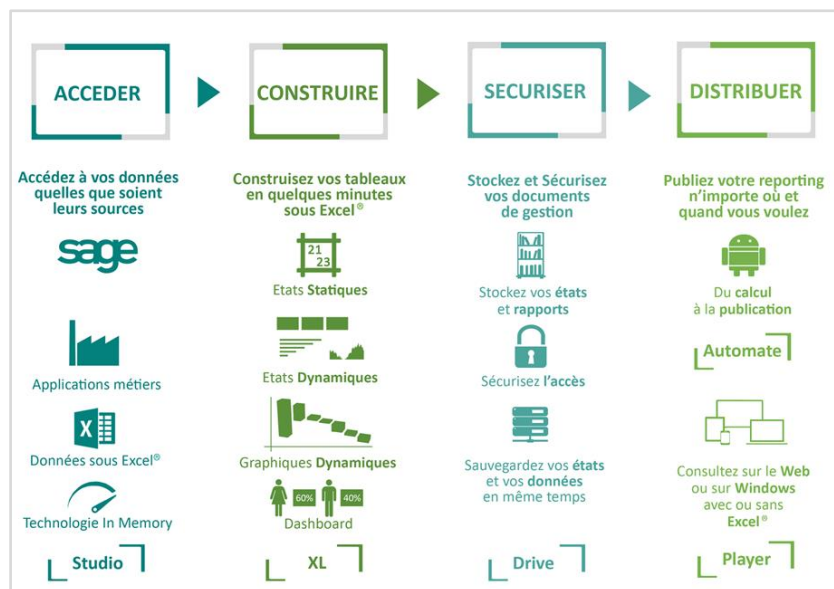 ACCEDER
CONSTRUIRE
SECURISER
DISTRIBUER
Accédez à vos données
quelles que soient
leurs sources
sage
Applications métiers
X
Données sous Excel®
Technologie In Memory
Studio
Construisez vos tableaux
en quelques minutes
sous Excel®
21
23
Etats Statiques
Etats Dynamiques
Graphiques Dynamiques
60%
40%
Dashboard
XL
Stockez et Sécurisez
vos documents
de gestion
Stockez vos états
et rapports
Sécurisez l'accès
Sauvegardez vos états
et vos données
en même temps
Drive
Publiez votre reporting
n'importe où et
quand vous voulez
Du calcul
à la publication
Automate
Consultez sur le Web
ou sur Windows
avec ou sans
Excel®
Player